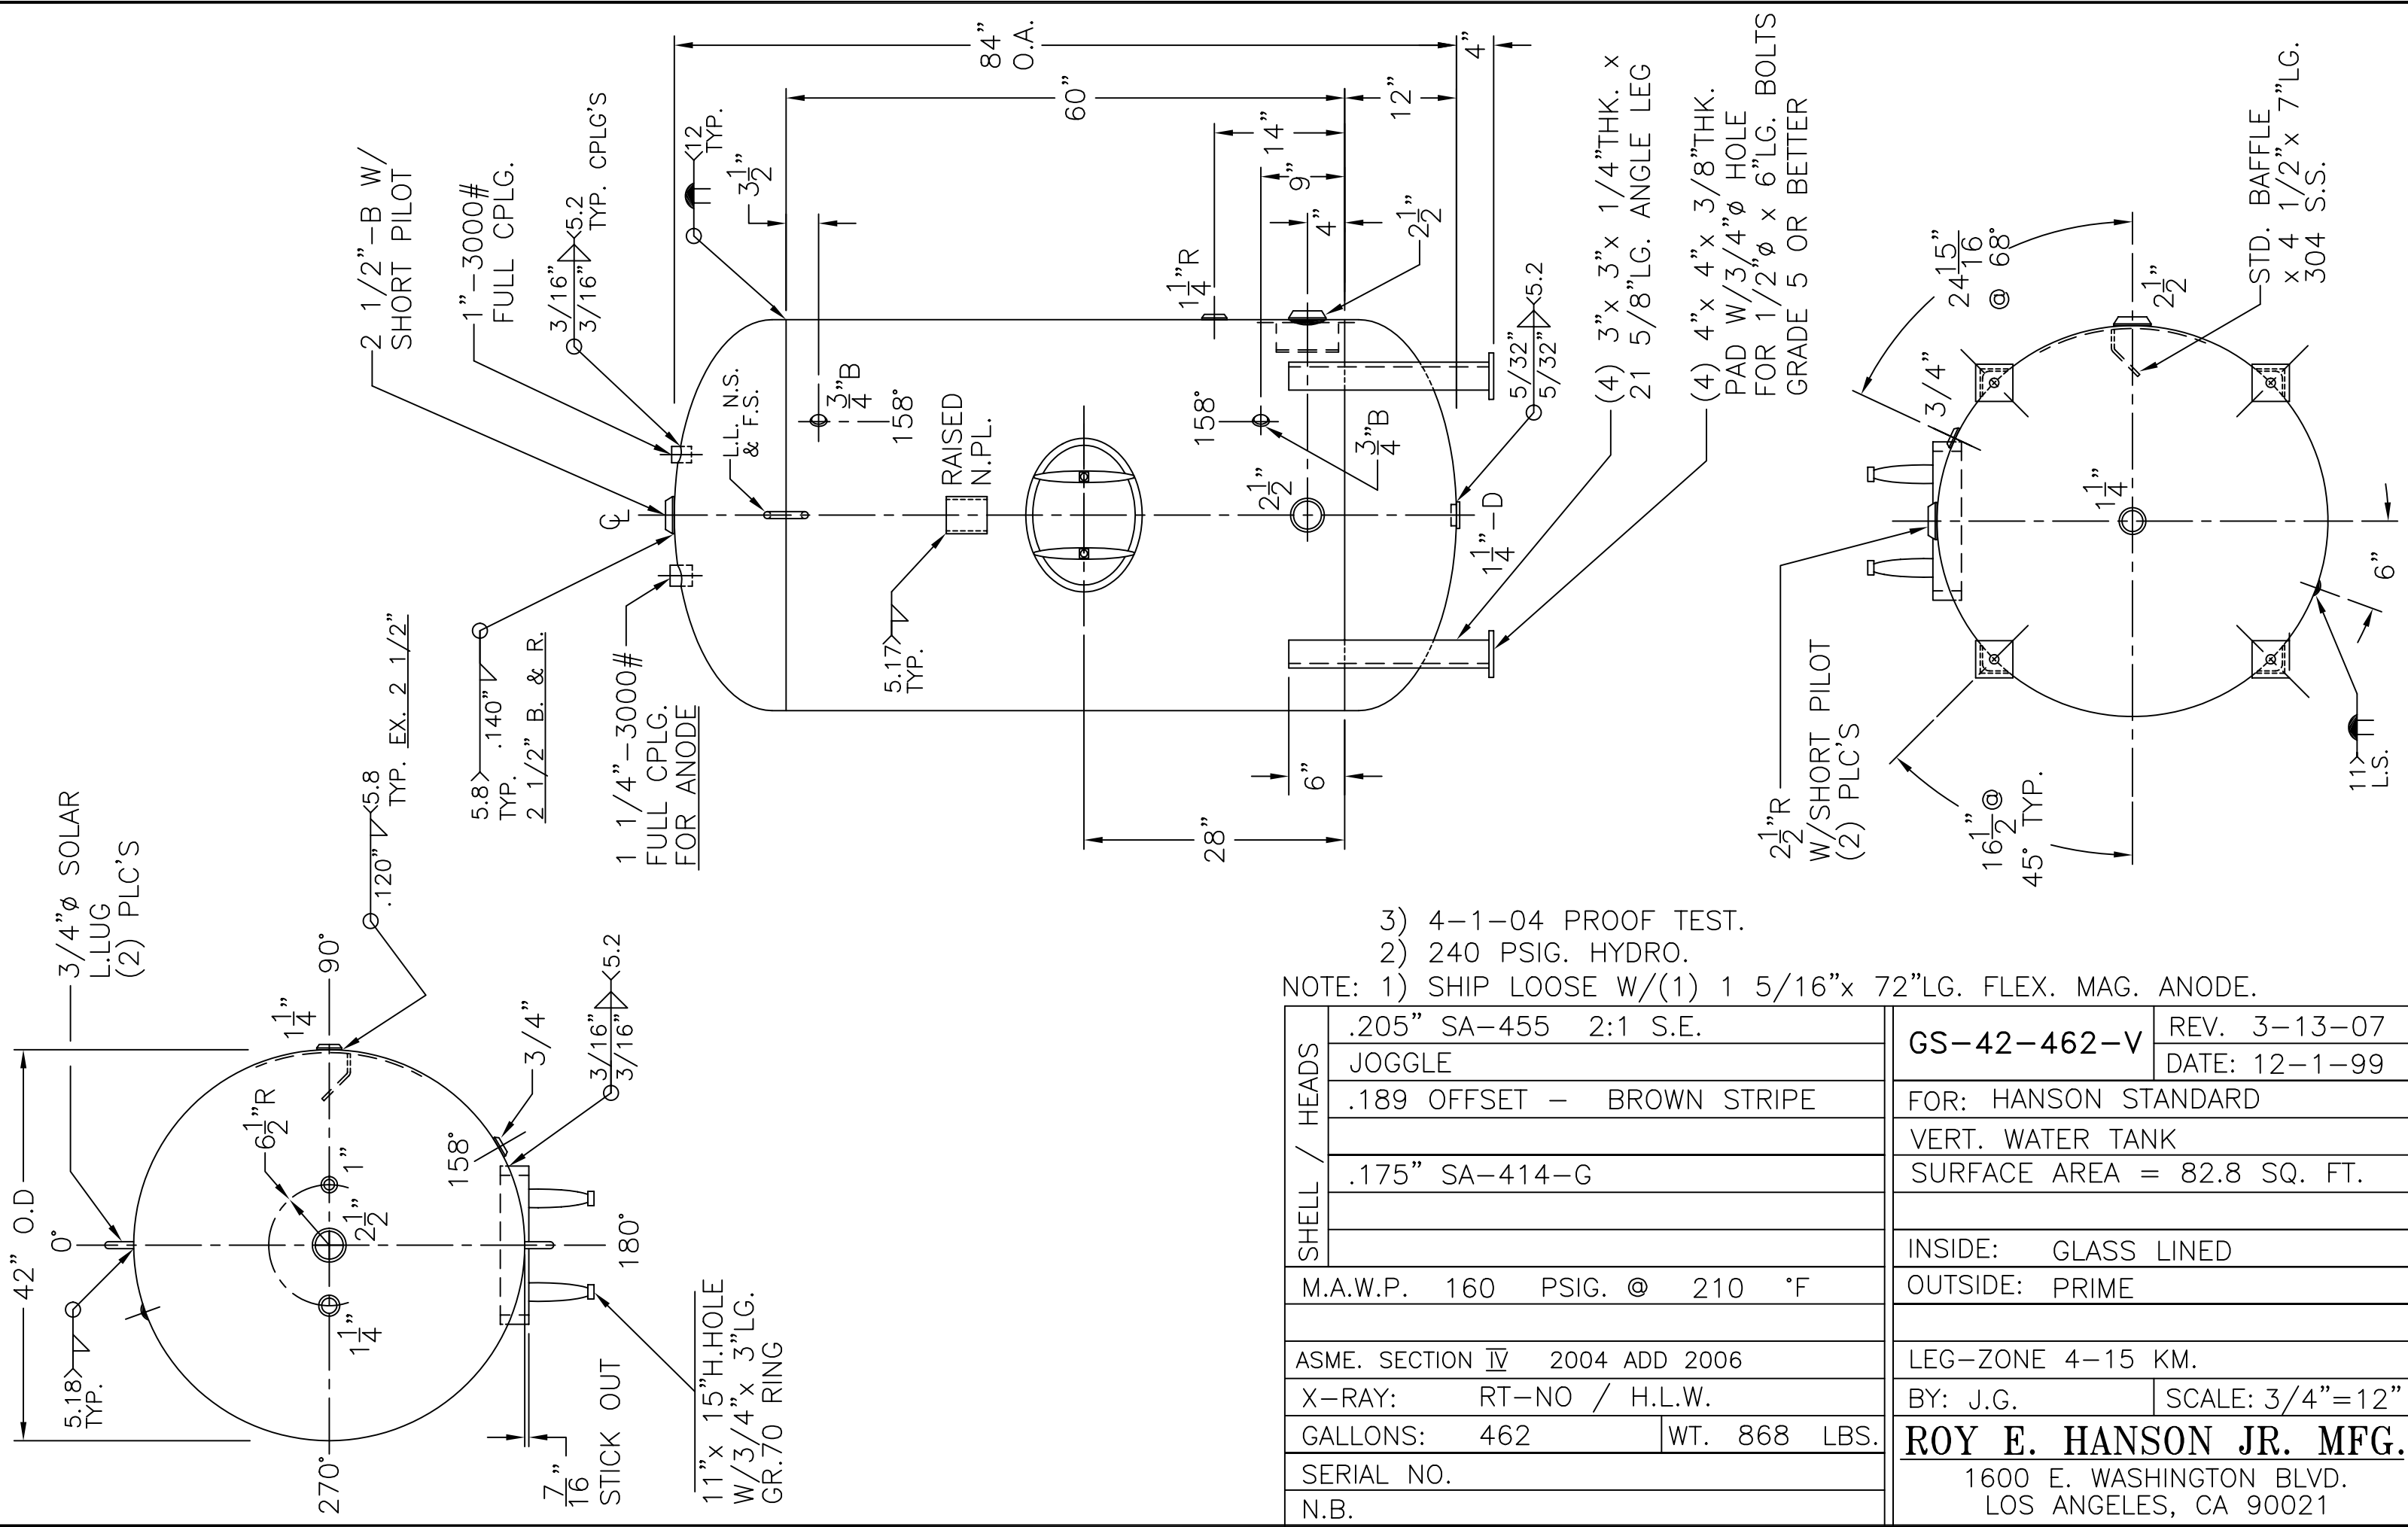 3/4"ø SOLAR
L.LUG
(2) PLC'S
.120"
5.8
TYP. EX. 2 1/2"
42" O.D
0°
90°
180°
270°
1 1/4"
6 1/2"R
1"
2 1/2"
1 1/4"
158°
3/4"
3/16"
3/16"
5.2
5.18
TYP.
7/16"
STICK OUT
11"x 15"H.HOLE
W/3/4"x 3"LG.
GR.70 RING
2 1/2"-B W/
SHORT PILOT
1"-3000#
FULL CPLG.
3/16"
3/16"
5.2
TYP. CPLG'S
12
TYP.
3 1/2"
5.8
TYP.
.140"
2 1/2" B. & R.
1 1/4"-3000#
FULL CPLG.
FOR ANODE
CL
L.L. N.S.
& F.S.
3/4"B
158°
RAISED
N.PL.
5.17
TYP.
84"
O.A.
60"
14"
9"
4"
12"
4"
1 1/4"R
2 1/2"
158°
3/4"B
2 1/2"
1 1/4"-D
5/32"
5/32"
5.2
6"
28"
(4) 3"x 3"x 1/4"THK. x
21 5/8"LG. ANGLE LEG
(4) 4"x 4"x 3/8"THK.
PAD W/3/4"ø HOLE
FOR 1/2"ø x 6"LG. BOLTS
GRADE 5 OR BETTER
24 15/16"
@ 68°
3/4"
2 1/2"
1 1/4"
STD. BAFFLE
x 4 1/2"x 7"LG.
304 S.S.
6"
2 1/2"R
W/SHORT PILOT
(2) PLC'S
16 1/2"@
45° TYP.
11
L.S.
3) 4-1-04 PROOF TEST.
2) 240 PSIG. HYDRO.
NOTE: 1) SHIP LOOSE W/(1) 1 5/16"x 72"LG. FLEX. MAG. ANODE.
SHELL / HEADS
.205" SA-455 2:1 S.E.
JOGGLE
.189 OFFSET - BROWN STRIPE
.175" SA-414-G
M.A.W.P. 160 PSIG. @ 210 °F
ASME. SECTION IV 2004 ADD 2006
X-RAY: RT-NO / H.L.W.
GALLONS: 462 WT. 868 LBS.
SERIAL NO.
N.B.
GS-42-462-V
REV. 3-13-07
DATE: 12-1-99
FOR: HANSON STANDARD
VERT. WATER TANK
SURFACE AREA = 82.8 SQ. FT.
INSIDE: GLASS LINED
OUTSIDE: PRIME
LEG-ZONE 4-15 KM.
BY: J.G. SCALE: 3/4"=12"
ROY E. HANSON JR. MFG.
1600 E. WASHINGTON BLVD.
LOS ANGELES, CA 90021